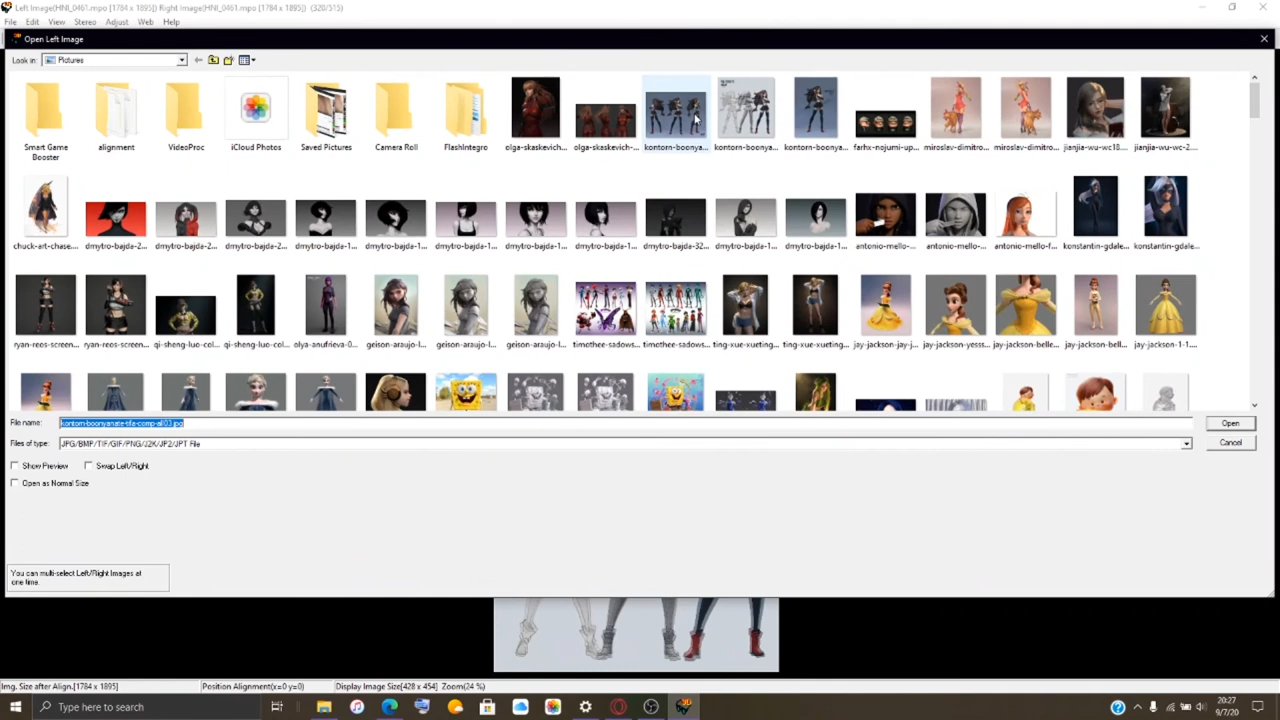 Left Image[HNI_0461.mpo [1784 x 1895]) Right Image(HNI_0461.mpo [1784 x 1895]) (320/515)
File Edit View Stereo Adjust Web Help
Open Left Image
Look in: Pictures
Smart Game Booster alignment VideoProc iCloud Photos Saved Pictures Camera Roll FlashIntegro olga-skaskevich... olga-skaskevich-... kontorn-boonya... kontorn-boonya... kontorn-boonya... farhx-nojumi-up... miroslav-dimitro... miroslav-dimitro... jianjia-wu-wc18... jianjia-wu-wc-2...
chuck-art-chase... dmytro-bajda-2... dmytro-bajda-2... dmytro-bajda-2... dmytro-bajda-1... dmytro-bajda-1... dmytro-bajda-1... dmytro-bajda-1... dmytro-bajda-1... dmytro-bajda-32... dmytro-bajda-1... dmytro-bajda-1... antonio-mello-... antonio-mello-... antonio-mello-f... konstantin-gdale... konstantin-gdale...
ryan-reos-screen... ryan-reos-screen... qi-sheng-luo-col... qi-sheng-luo-col... olya-anufrieva-0... geison-araujo-l... geison-araujo-l... geison-araujo-l... timothee-sadows... timothee-sadows... ting-xue-xueting... ting-xue-xueting... jay-jackson-jay-j... jay-jackson-yesss... jay-jackson-belle... jay-jackson-bell... jay-jackson-1-1...
File name: kontorn-boonyanate-tifa-comp-all03.jpg Open
Files of type: JPG/BMP/TIF/GIF/PNG/J2K/JP2/JPT File Cancel
Show Preview Swap Left/Right
Open as Normal Size
You can multi-select Left/Right Images at
one time.
Img. Size after Align.[1784 x 1895] Position Alignment(x=0 y=0) Display Image Size[428 x 454] Zoom(24 %)
Type here to search
20:27
9/7/20